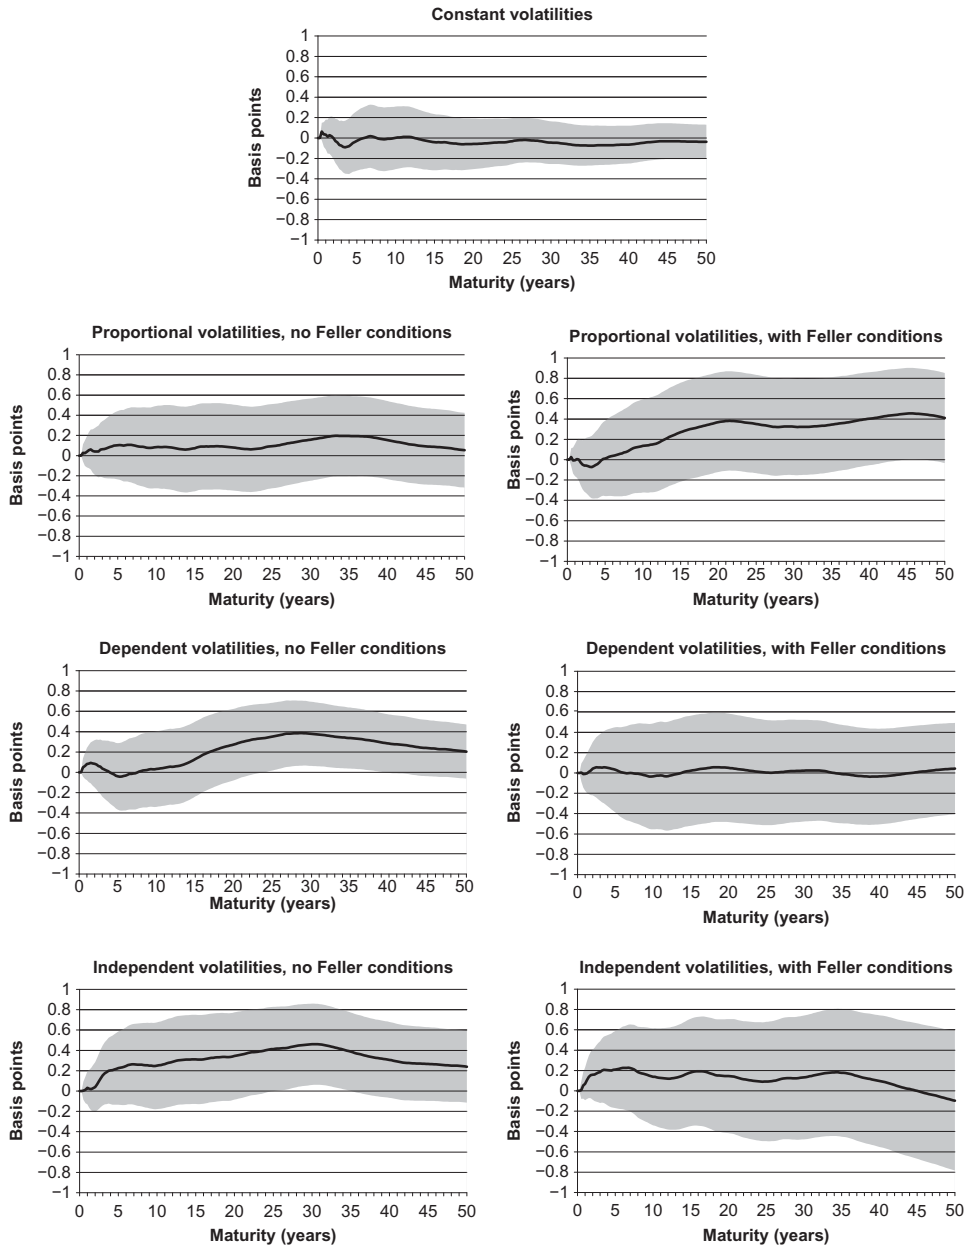 Constant volatilities
1
0.8
0.6
0.4
0.2
0
−0.2
−0.4
−0.6
−0.8
−1
Basis points
0 5 10 15 20 25 30 35 40 45 50
Maturity (years)
Proportional volatilities, no Feller conditions
1
0.8
0.6
0.4
0.2
0
−0.2
−0.4
−0.6
−0.8
−1
Basis points
0 5 10 15 20 25 30 35 40 45 50
Maturity (years)
Proportional volatilities, with Feller conditions
1
0.8
0.6
0.4
0.2
0
−0.2
−0.4
−0.6
−0.8
−1
Basis points
0 5 10 15 20 25 30 35 40 45 50
Maturity (years)
Dependent volatilities, no Feller conditions
1
0.8
0.6
0.4
0.2
0
−0.2
−0.4
−0.6
−0.8
−1
Basis points
0 5 10 15 20 25 30 35 40 45 50
Maturity (years)
Dependent volatilities, with Feller conditions
1
0.8
0.6
0.4
0.2
0
−0.2
−0.4
−0.6
−0.8
−1
Basis points
0 5 10 15 20 25 30 35 40 45 50
Maturity (years)
Independent volatilities, no Feller conditions
1
0.8
0.6
0.4
0.2
0
−0.2
−0.4
−0.6
−0.8
−1
Basis points
0 5 10 15 20 25 30 35 40 45 50
Maturity (years)
Independent volatilities, with Feller conditions
1
0.8
0.6
0.4
0.2
0
−0.2
−0.4
−0.6
−0.8
−1
Basis points
0 5 10 15 20 25 30 35 40 45 50
Maturity (years)